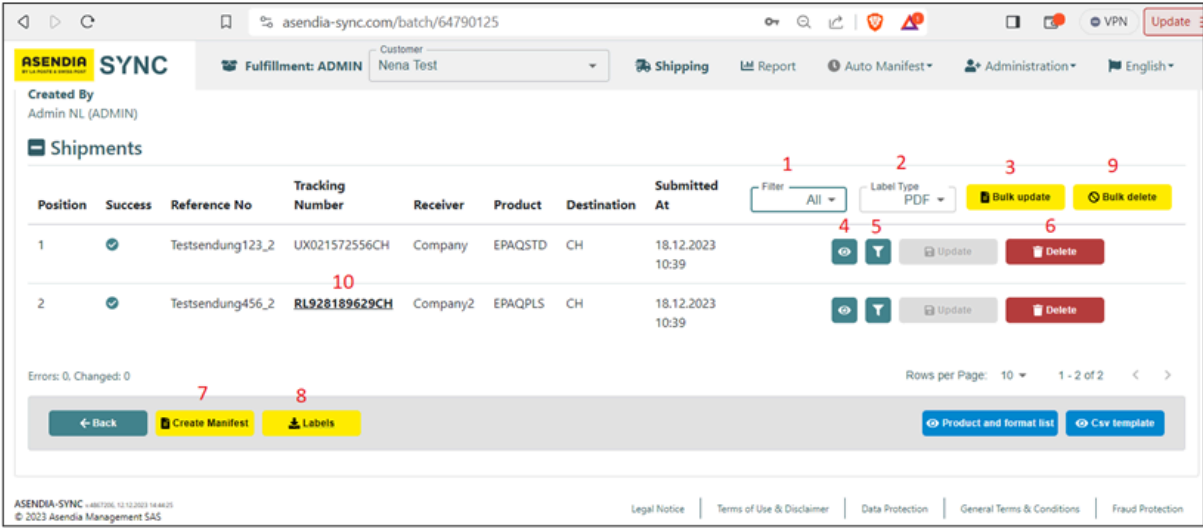 asendia-sync.com/batch/64790125
VPN
Update
ASENDIA
BY LA POSTE & SWISS POST
SYNC
Fulfillment: ADMIN
Customer
Nena Test
Shipping
Report
Auto Manifest
Administration
English
Created By
Admin NL (ADMIN)
Shipments
1 2 3 9
Position Success Reference No Tracking Number Receiver Product Destination Submitted At
Filter
All
Label Type
PDF
Bulk update
Bulk delete
4 5 6
1 Testsendung123_2 UX021572556CH Company EPAQSTD CH 18.12.2023 10:39 Update Delete
10
2 Testsendung456_2 RL928189629CH Company2 EPAQPLS CH 18.12.2023 10:39 Update Delete
Errors: 0, Changed: 0
Rows per Page: 10 1 - 2 of 2
7 8
Back
Create Manifest
Labels
Product and format list
Csv template
ASENDIA-SYNC
© 2023 Asendia Management SAS
Legal Notice
Terms of Use & Disclaimer
Data Protection
General Terms & Conditions
Fraud Protection